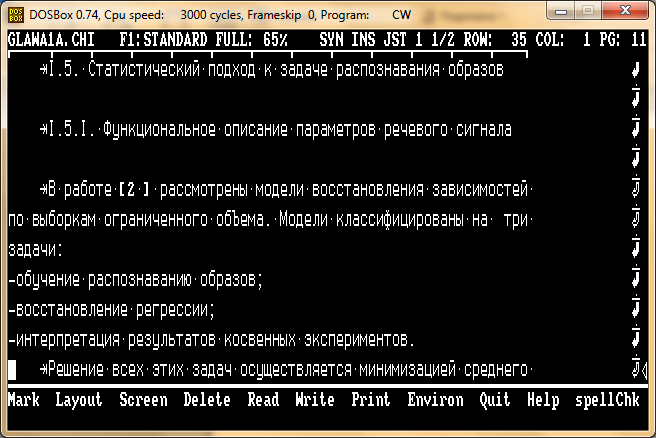 DOSBox 0.74, Cpu speed: 3000 cycles, Frameskip 0, Program: CW
GLAWA1A.CHI F1:STANDARD FULL: 65% SYN INS JST 1 1/2 ROW: 35 COL: 1 PG: 11
I.5. Статистический подход к задаче распознавания образов
I.5.I. Функциональное описание параметров речевого сигнала
В работе [2 ] рассмотрены модели восстановления зависимостей
по выборкам ограниченного объема. Модели классифицированы на три
задачи:
-обучение распознаванию образов;
-восстановление регрессии;
-интерпретация результатов косвенных экспериментов.
Решение всех этих задач осуществляется минимизацией среднего
Mark Layout Screen Delete Read Write Print Environ Quit Help spellChk